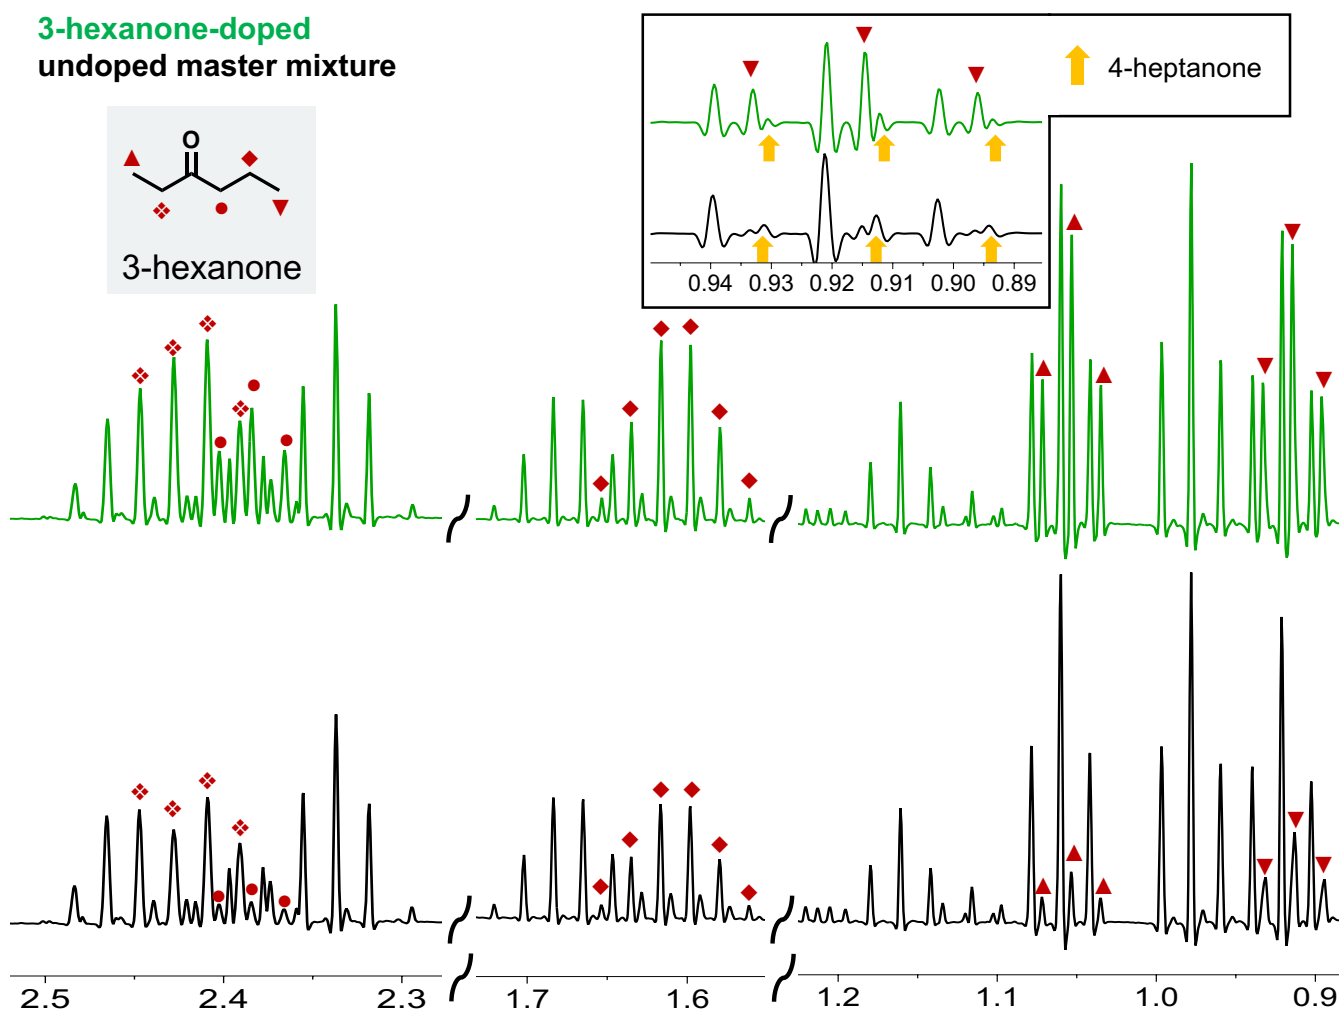 3-hexanone-doped
undoped master mixture
O
3-hexanone
4-heptanone
0.94 0.93 0.92 0.91 0.90 0.89
2.5 2.4 2.3 1.7 1.6 1.2 1.1 1.0 0.9